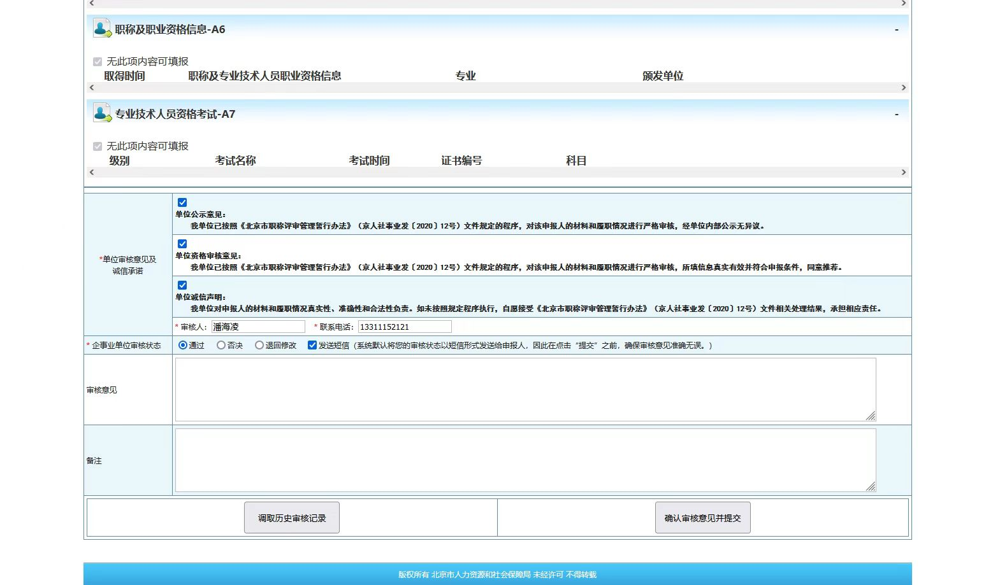 职称及职业资格信息-A6
-
无此项内容可填报
取得时间 职称及专业技术人员职业资格信息 专业 颁发单位
专业技术人员资格考试-A7
-
无此项内容可填报
级别 考试名称 考试时间 证书编号 科目
*单位审核意见及
诚信承诺
单位公示意见：
我单位已按照《北京市职称评审管理暂行办法》（京人社事业发〔2020〕12号）文件规定的程序，对该申报人的材料和履职情况进行严格审核，经单位内部公示无异议。
单位资格审核意见：
我单位已按照《北京市职称评审管理暂行办法》（京人社事业发〔2020〕12号）文件规定的程序，对该申报人的材料和履职情况进行严格审核，所填信息真实有效并符合申报条件，同意推荐。
单位诚信声明：
我单位对申报人的材料和履职情况真实性、准确性和合法性负责。如未按照规定程序执行，自愿接受《北京市职称评审管理暂行办法》（京人社事业发〔2020〕12号）文件相关处理结果，承担相应责任。
* 审核人： 潘海凌 * 联系电话： 13311152121
* 企事业单位审核状态 通过 否决 退回修改 发送短信（系统默认将您的审核状态以短信形式发送给申报人，因此在点击“提交”之前，确保审核意见准确无误。）
审核意见
备注
调取历史审核记录 确认审核意见并提交
版权所有 北京市人力资源和社会保障局 未经许可 不得转载